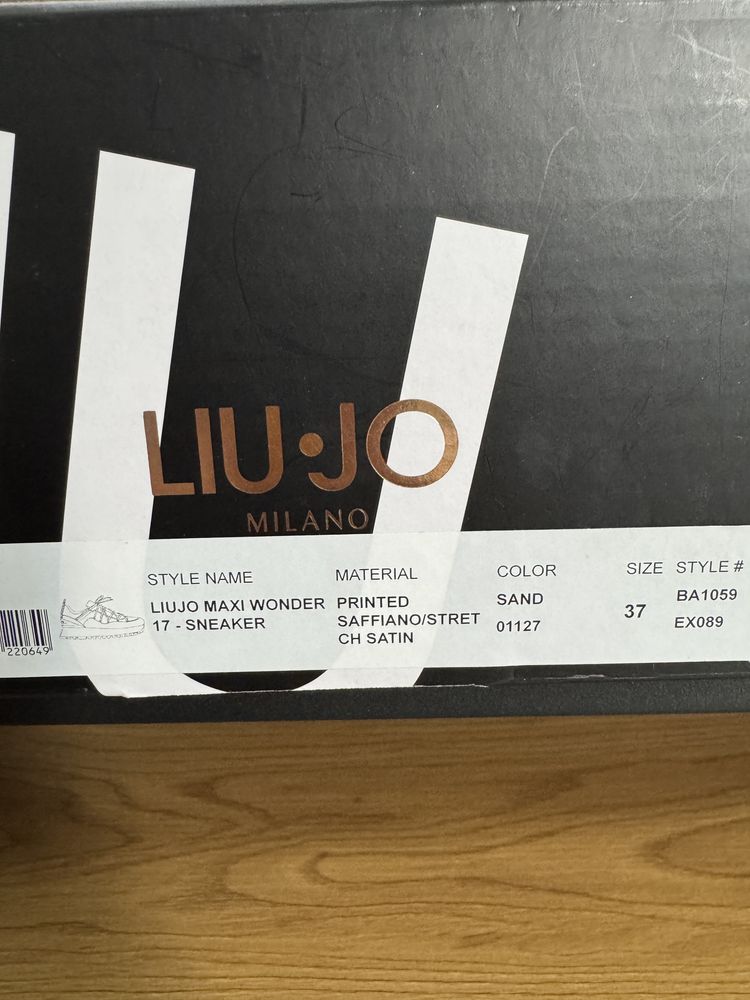 LIU·JO
MILANO
STYLE NAME
LIUJO MAXI WONDER
17 - SNEAKER
MATERIAL
PRINTED
SAFFIANO/STRET
CH SATIN
COLOR
SAND
01127
SIZE
37
STYLE #
BA1059
EX089
220649